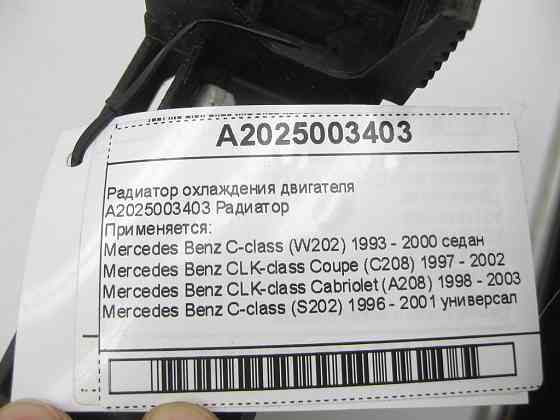 A2025003403
Радиатор охлаждения двигателя
A2025003403 Радиатор
Применяется:
Mercedes Benz C-class (W202) 1993 - 2000 седан
Mercedes Benz CLK-class Coupe (C208) 1997 - 2002
Mercedes Benz CLK-class Cabriolet (A208) 1998 - 2003
Mercedes Benz C-class (S202) 1996 - 2001 универсал